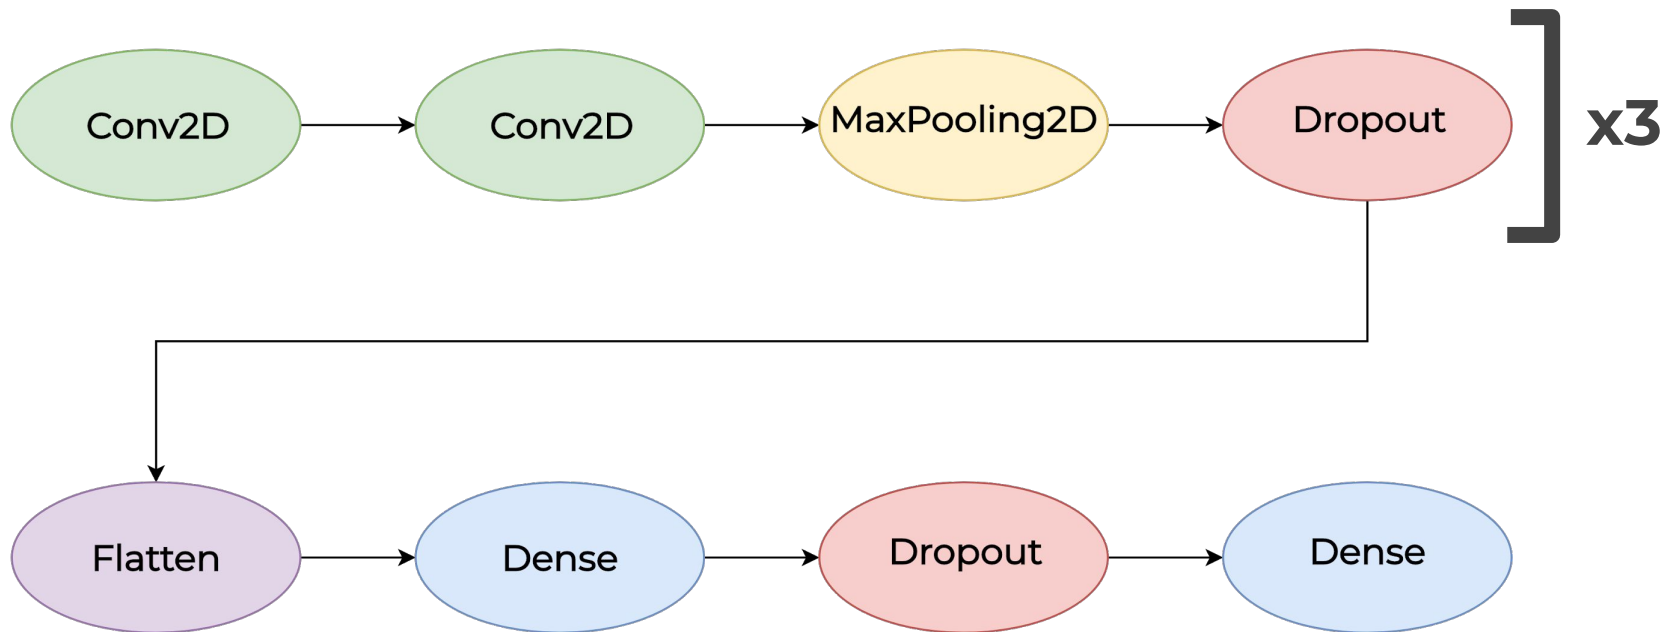 Conv2D
Conv2D
MaxPooling2D
Dropout
x3
Flatten
Dense
Dropout
Dense